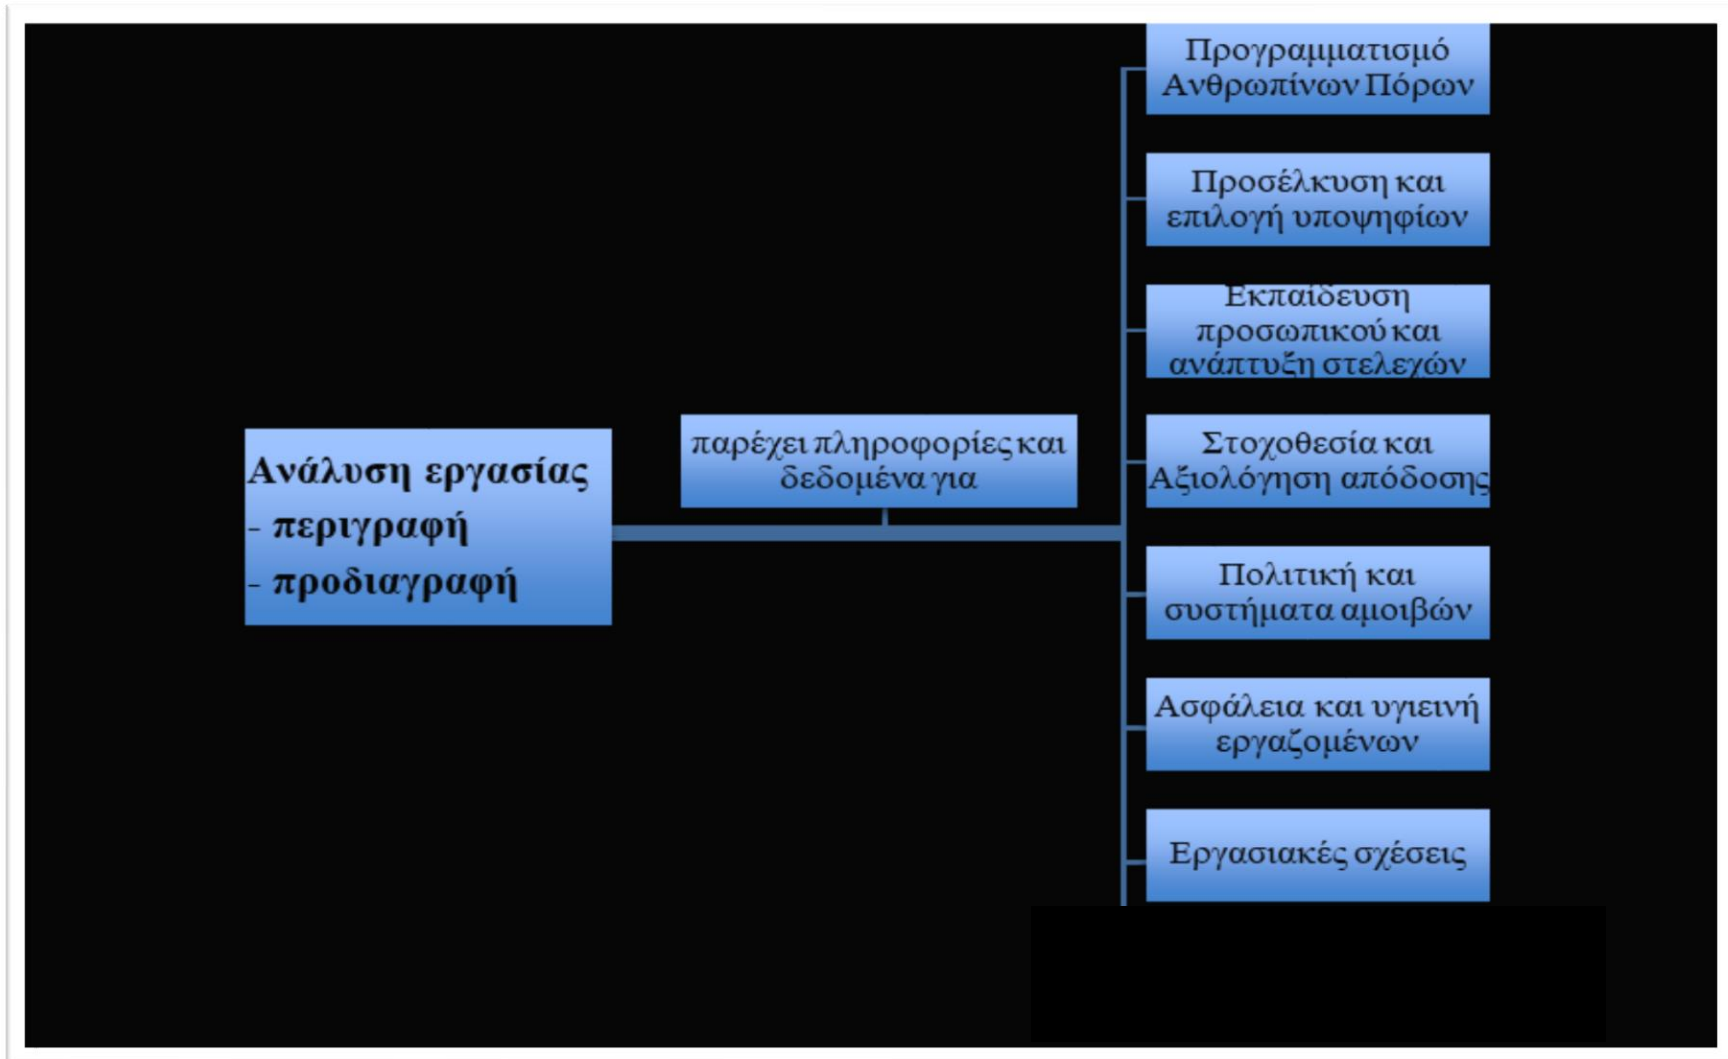 Προγραμματισμό
Ανθρωπίνων Πόρων
Προσέλκυση και
επιλογή υποψηφίων
Εκπαίδευση
προσωπικού και
ανάπτυξη στελεχών
Ανάλυση εργασίας
- περιγραφή
- προδιαγραφή
παρέχει πληροφορίες και
δεδομένα για
Στοχοθεσία και
Αξιολόγηση απόδοσης
Πολιτική και
συστήματα αμοιβών
Ασφάλεια και υγιεινή
εργαζομένων
Εργασιακές σχέσεις